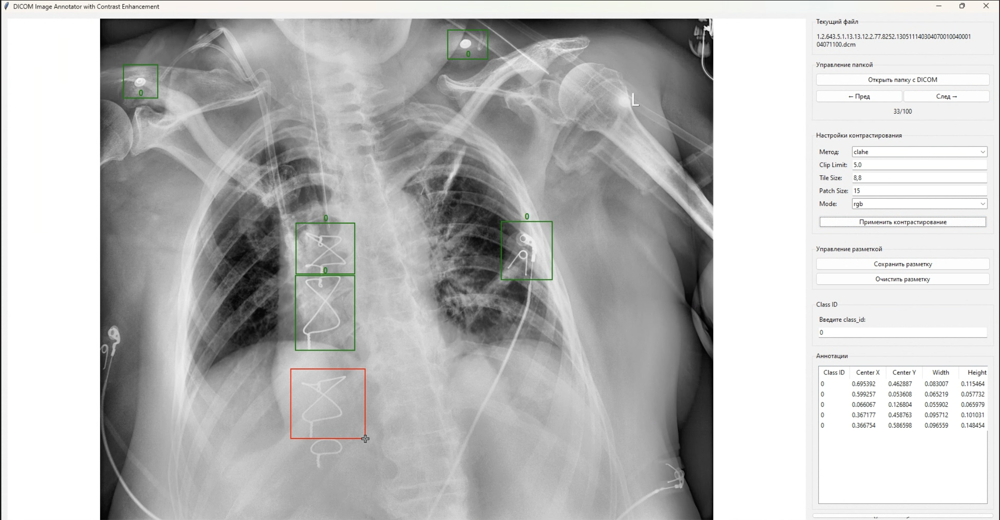 DICOM Image Annotator with Contrast Enhancement
0
0
L
0
0
0
Текущий файл
1.2.643.5.1.13.13.12.2.77.8252.130511140304070010040001
04071100.dcm
Управление папкой
Открыть папку с DICOM
← Пред
След →
33/100
Настройки контрастирования
Метод: clahe
Clip Limit: 5.0
Tile Size: 8,8
Patch Size: 15
Mode: rgb
Применить контрастирование
Управление разметкой
Сохранить разметку
Очистить разметку
Class ID
Введите class_id:
0
Аннотации
Class ID Center X Center Y Width Height
0 0.695392 0.462887 0.083007 0.115464
0 0.599257 0.053608 0.065219 0.057732
0 0.066067 0.126804 0.055902 0.065979
0 0.367177 0.458763 0.095712 0.101031
0 0.366754 0.586598 0.096559 0.148454